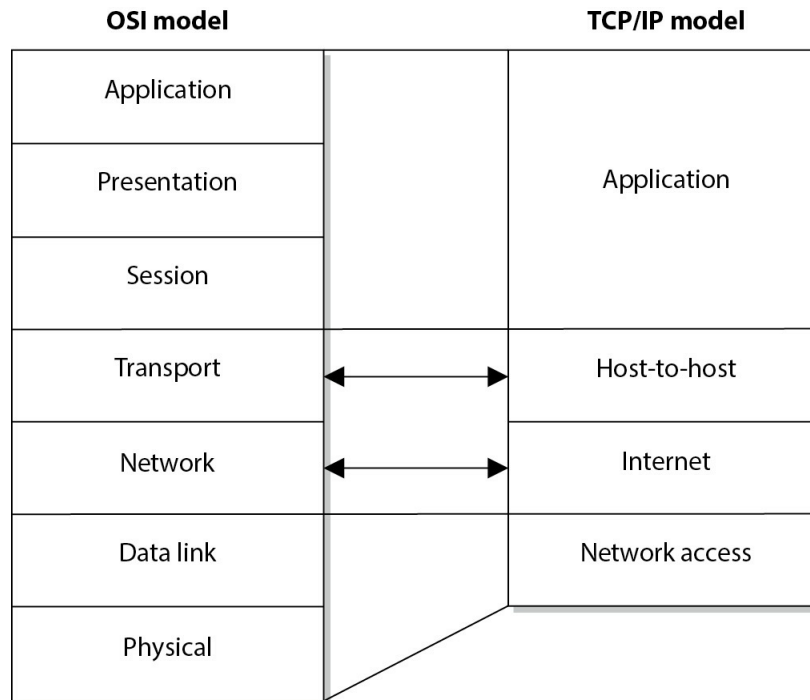 OSI model
TCP/IP model
Application
Presentation
Session
Transport
Network
Data link
Physical
Application
Host-to-host
Internet
Network access